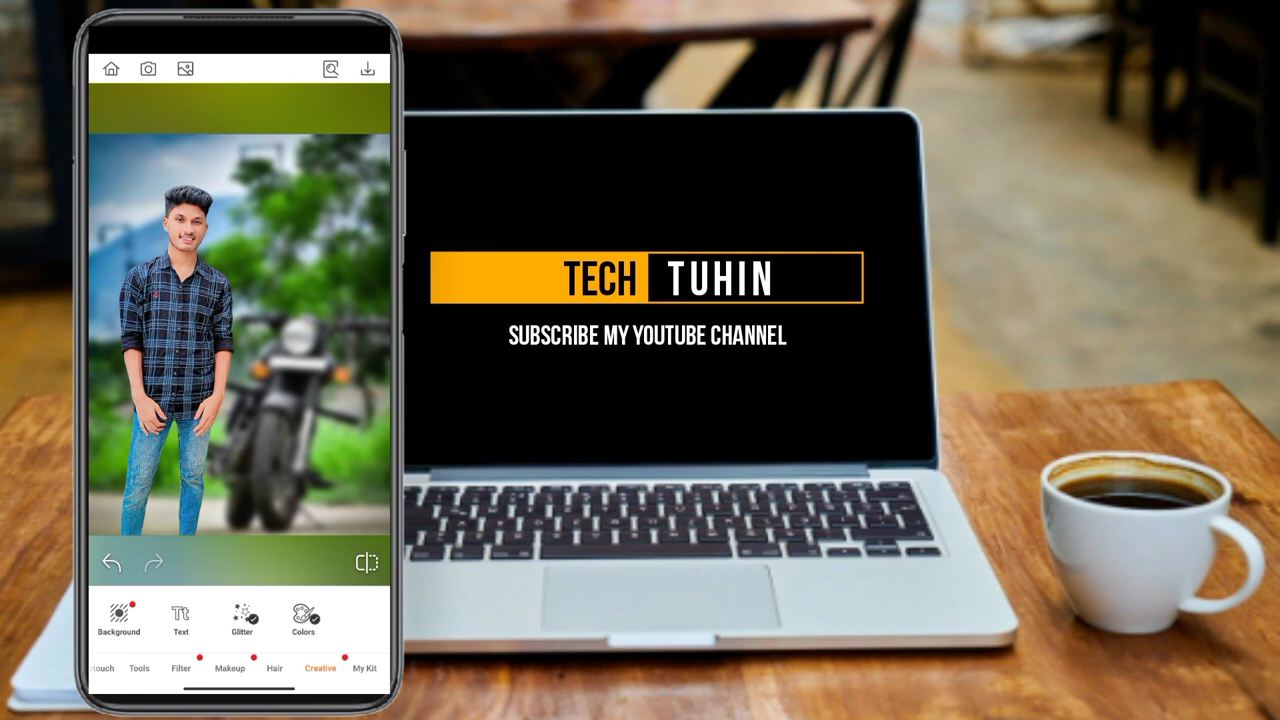 TECH TUHIN
SUBSCRIBE MY YOUTUBE CHANNEL
Background Text Glitter Colors
touch Tools Filter Makeup Hair Creative My Kit